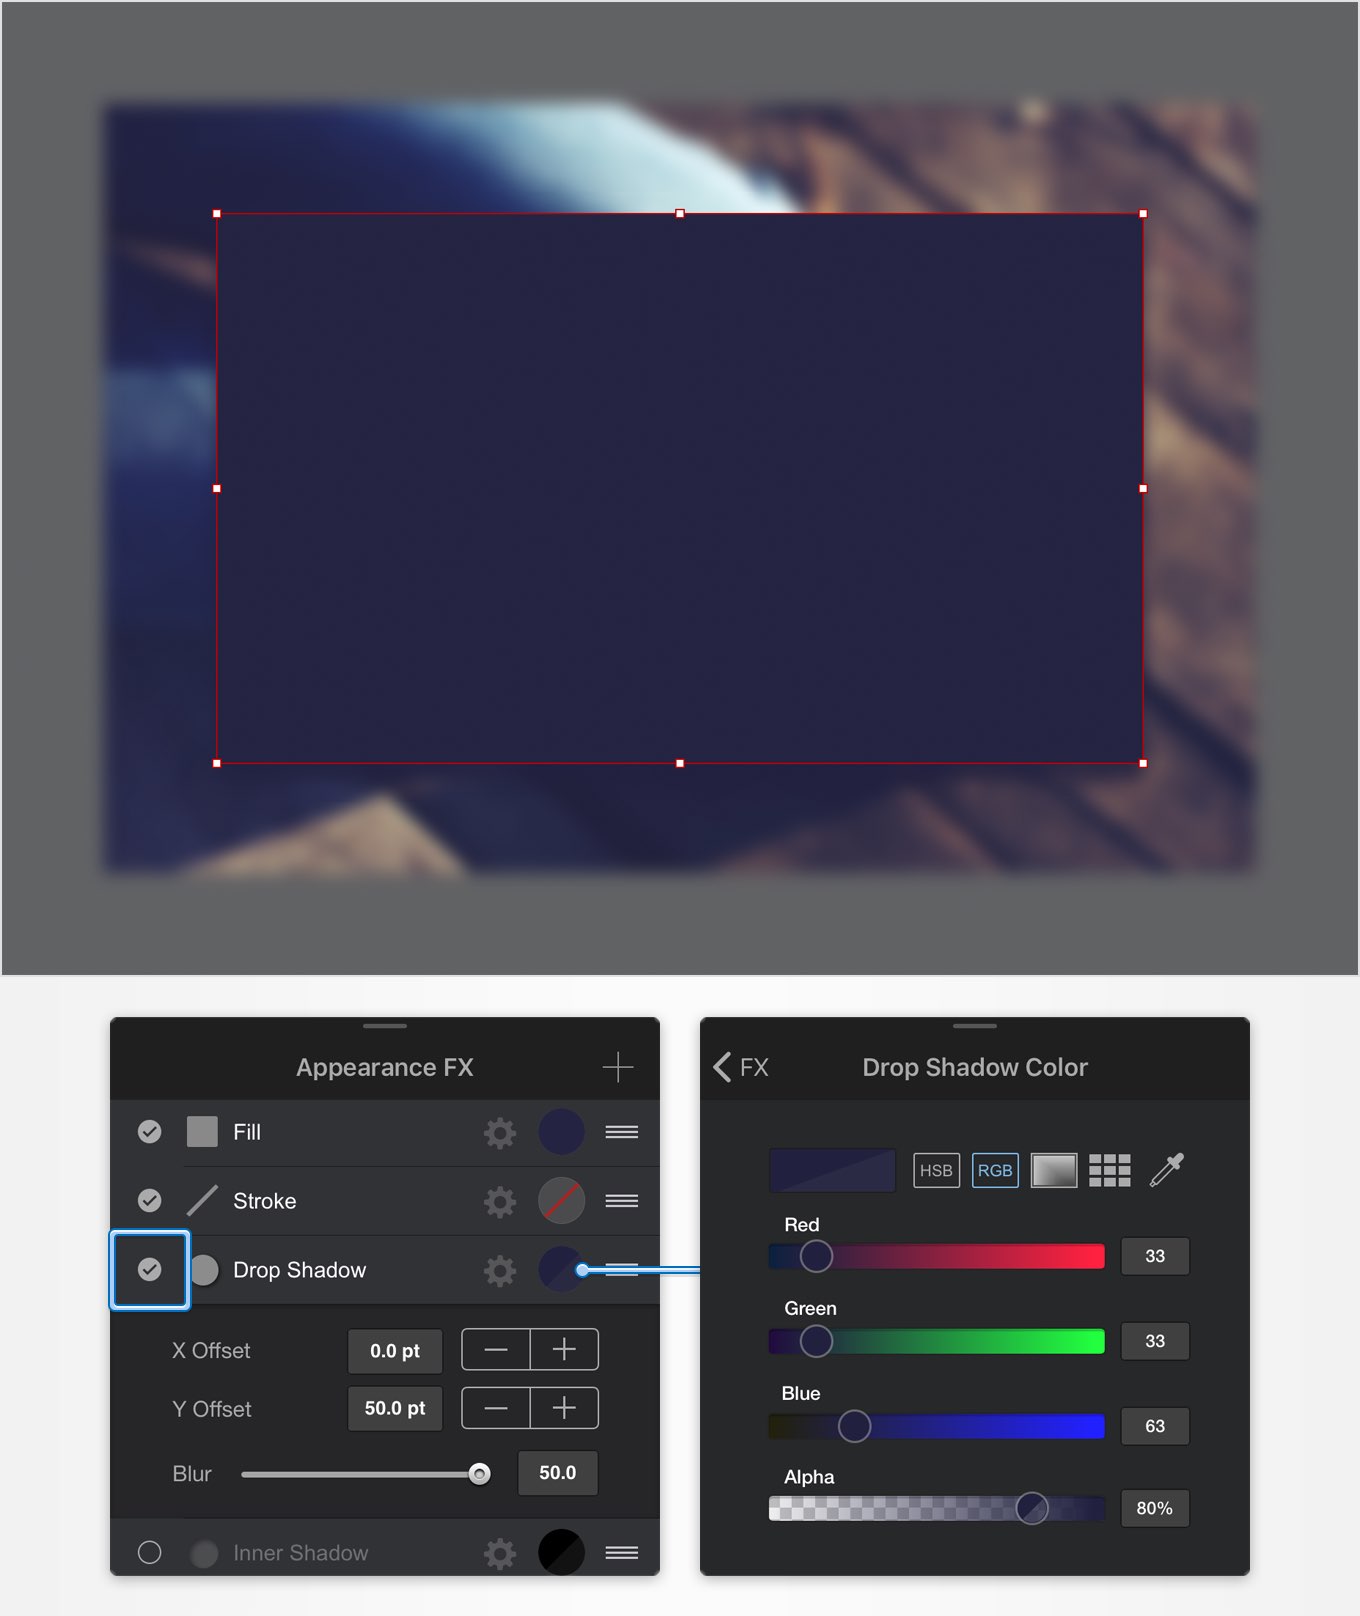 Appearance FX
Fill
Stroke
Drop Shadow
X Offset 0.0 pt
Y Offset 50.0 pt
Blur 50.0
Inner Shadow
FX Drop Shadow Color
HSB RGB
Red
33
Green
33
Blue
63
Alpha
80%